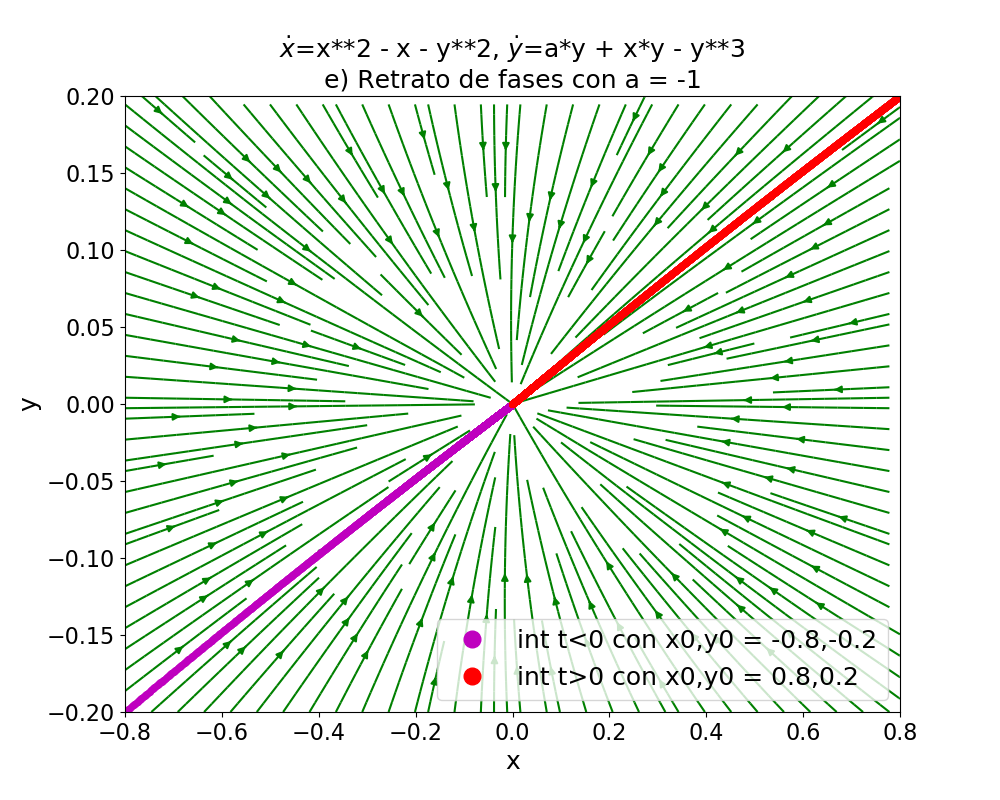 ẋ=x**2 - x - y**2, ẏ=a*y + x*y - y**3
e) Retrato de fases con a = -1
0.20
0.15
0.10
0.05
0.00
−0.05
−0.10
−0.15
−0.20
y
int t<0 con x0,y0 = -0.8,-0.2
int t>0 con x0,y0 = 0.8,0.2
−0.8 −0.6 −0.4 −0.2 0.0 0.2 0.4 0.6 0.8
x